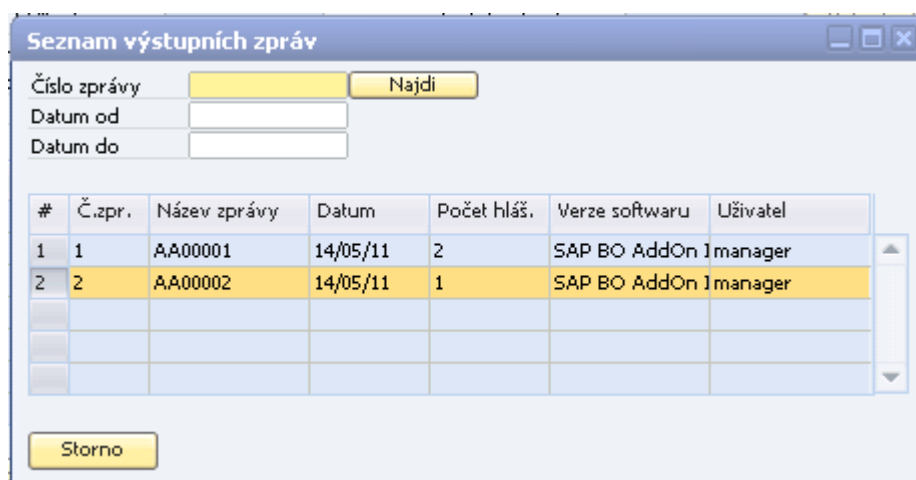 Seznam výstupních zpráv
Číslo zprávy Najdi
Datum od
Datum do
# Č.zpr. Název zprávy Datum Počet hláš. Verze softwaru Uživatel
1 1 AA00001 14/05/11 2 SAP BO AddOn manager
2 2 AA00002 14/05/11 1 SAP BO AddOn manager
Storno